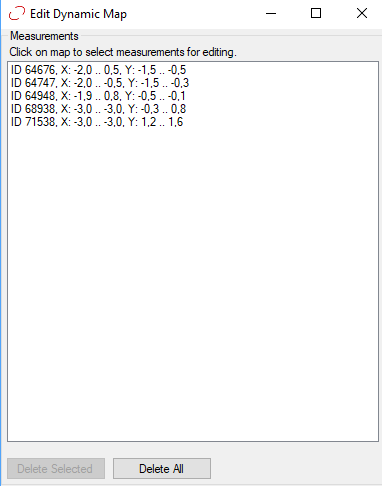 Edit Dynamic Map
Measurements
Click on map to select measurements for editing.
ID 64676, X: -2,0 .. 0,5, Y: -1,5 .. -0,5
ID 64747, X: -2,0 .. -0,5, Y: -1,5 .. -0,3
ID 64948, X: -1,9 .. 0,8, Y: -0,5 .. -0,1
ID 68938, X: -3,0 .. -3,0, Y: -0,3 .. 0,8
ID 71538, X: -3,0 .. -3,0, Y: 1,2 .. 1,6
Delete Selected Delete All